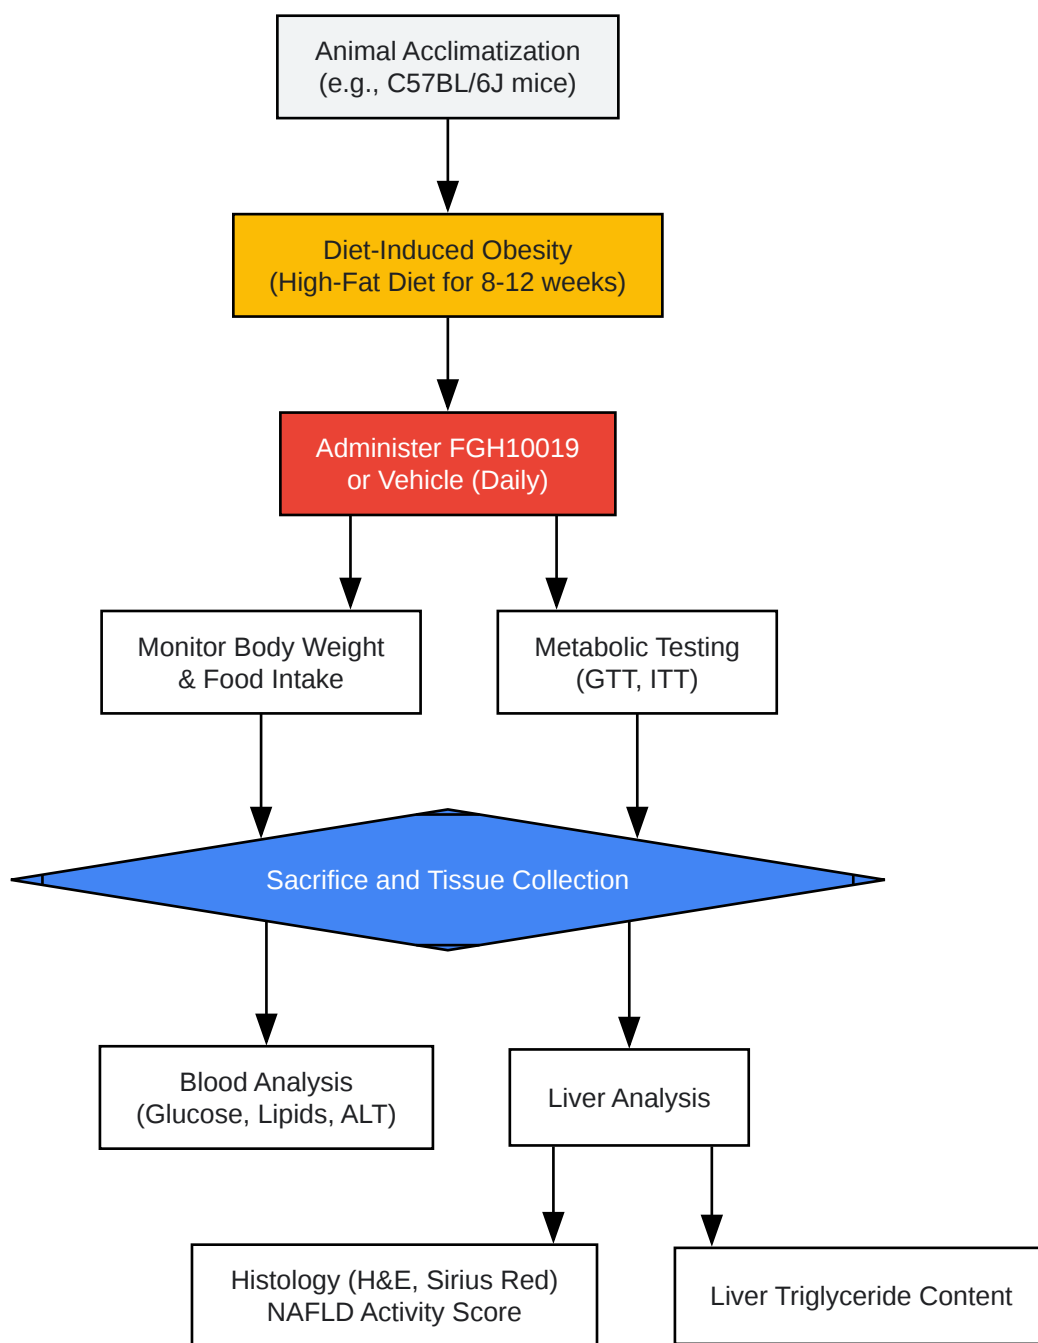 Animal Acclimatization
(e.g., C57BL/6J mice)
Diet-Induced Obesity
(High-Fat Diet for 8-12 weeks)
Administer FGH10019
or Vehicle (Daily)
Monitor Body Weight
& Food Intake
Metabolic Testing
(GTT, ITT)
Sacrifice and Tissue Collection
Blood Analysis
(Glucose, Lipids, ALT)
Liver Analysis
Histology (H&E, Sirius Red)
NAFLD Activity Score
Liver Triglyceride Content